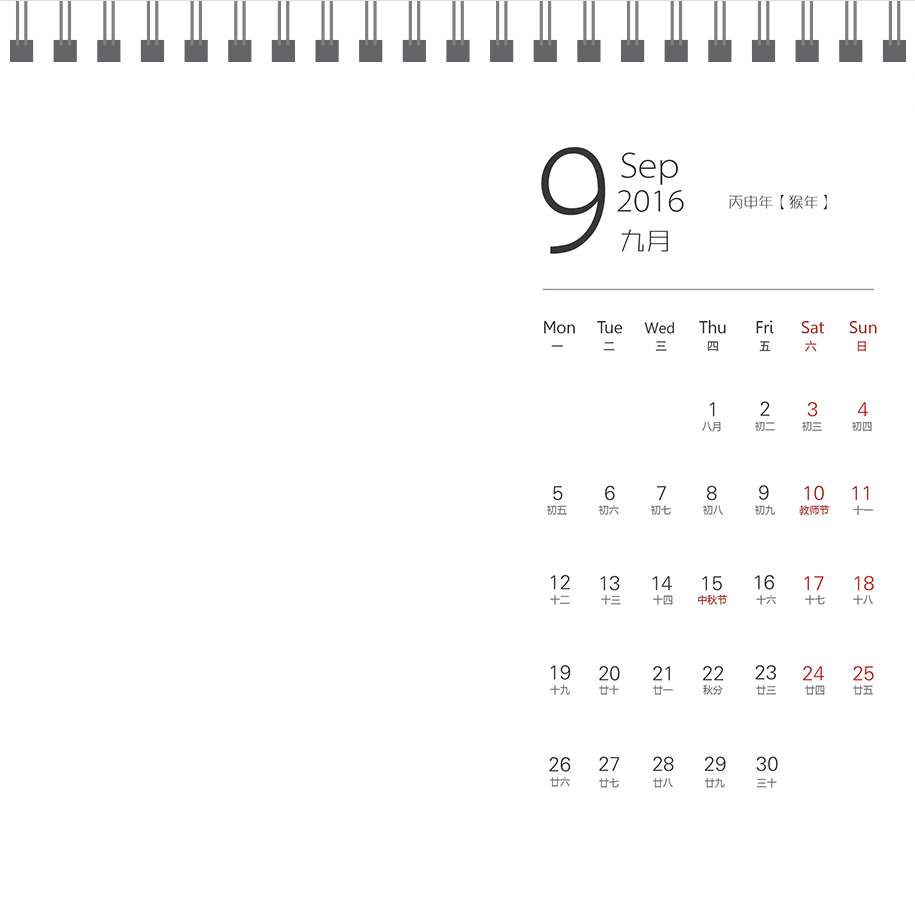 9
Sep
2016
九月
丙申年【猴年】
Mon Tue Wed Thu Fri Sat Sun
一 二 三 四 五 六 日
1 2 3 4
八月 初二 初三 初四
5 6 7 8 9 10 11
初五 初六 初七 初八 初九 教师节 十一
12 13 14 15 16 17 18
十二 十三 十四 中秋节 十六 十七 十八
19 20 21 22 23 24 25
十九 廿十 廿一 秋分 廿三 廿四 廿五
26 27 28 29 30
廿六 廿七 廿八 廿九 三十